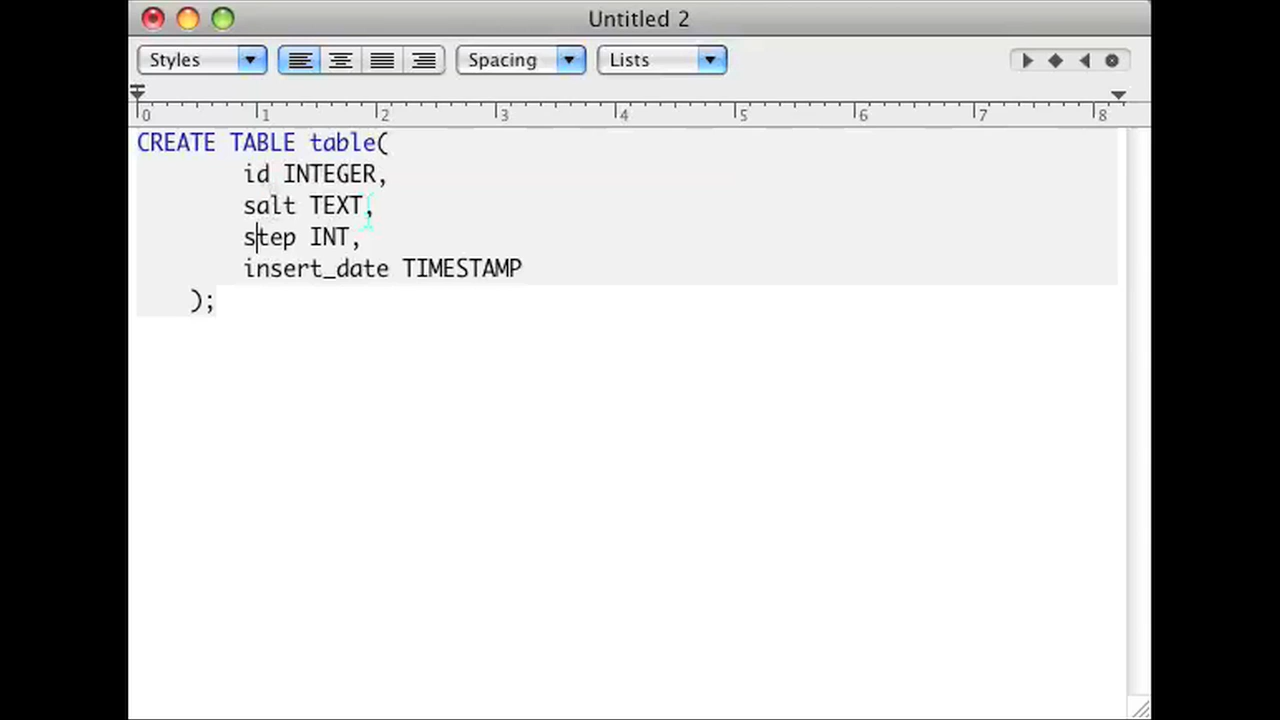 Untitled 2
Styles Spacing Lists
0 1 2 3 4 5 6 7 8
CREATE TABLE table(
id INTEGER,
salt TEXT,
step INT,
insert_date TIMESTAMP
);